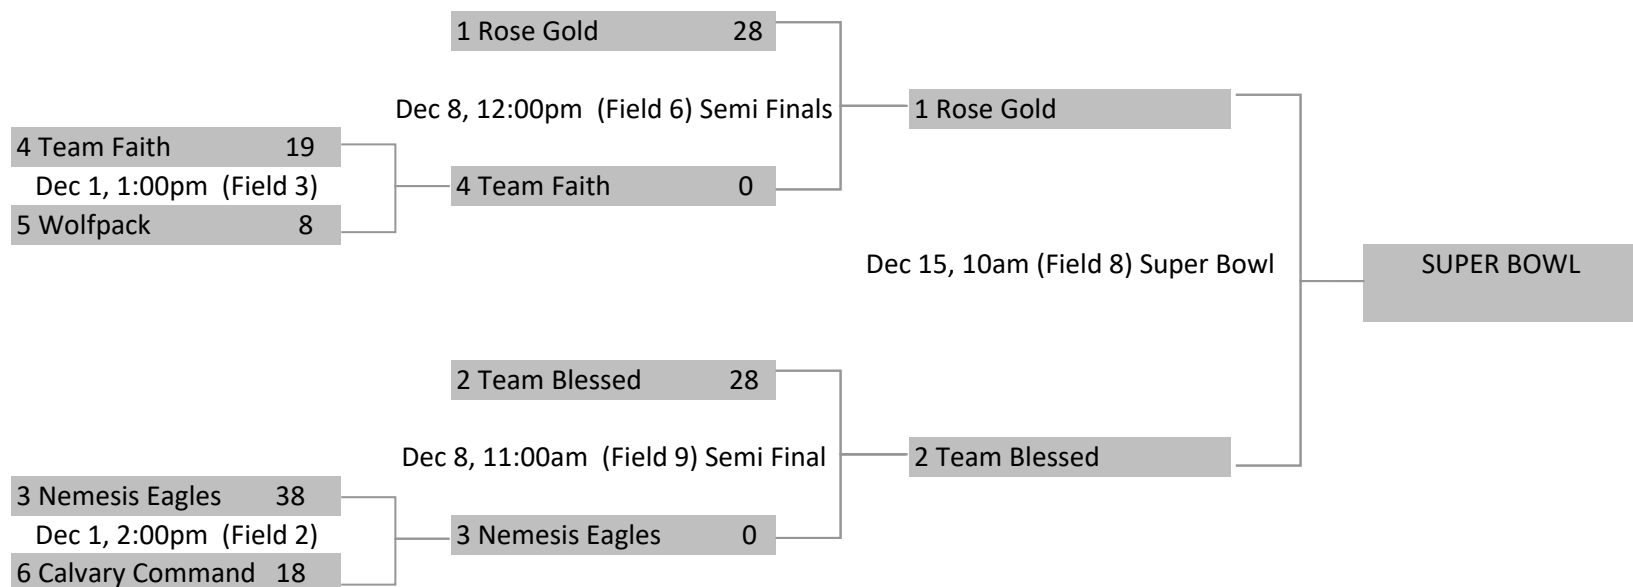 1 Rose Gold 28
Dec 8, 12:00pm (Field 6) Semi Finals
1 Rose Gold
4 Team Faith 19
Dec 1, 1:00pm (Field 3)
4 Team Faith 0
5 Wolfpack 8
Dec 15, 10am (Field 8) Super Bowl
SUPER BOWL
2 Team Blessed 28
Dec 8, 11:00am (Field 9) Semi Final
2 Team Blessed
3 Nemesis Eagles 38
Dec 1, 2:00pm (Field 2)
3 Nemesis Eagles 0
6 Calvary Command 18